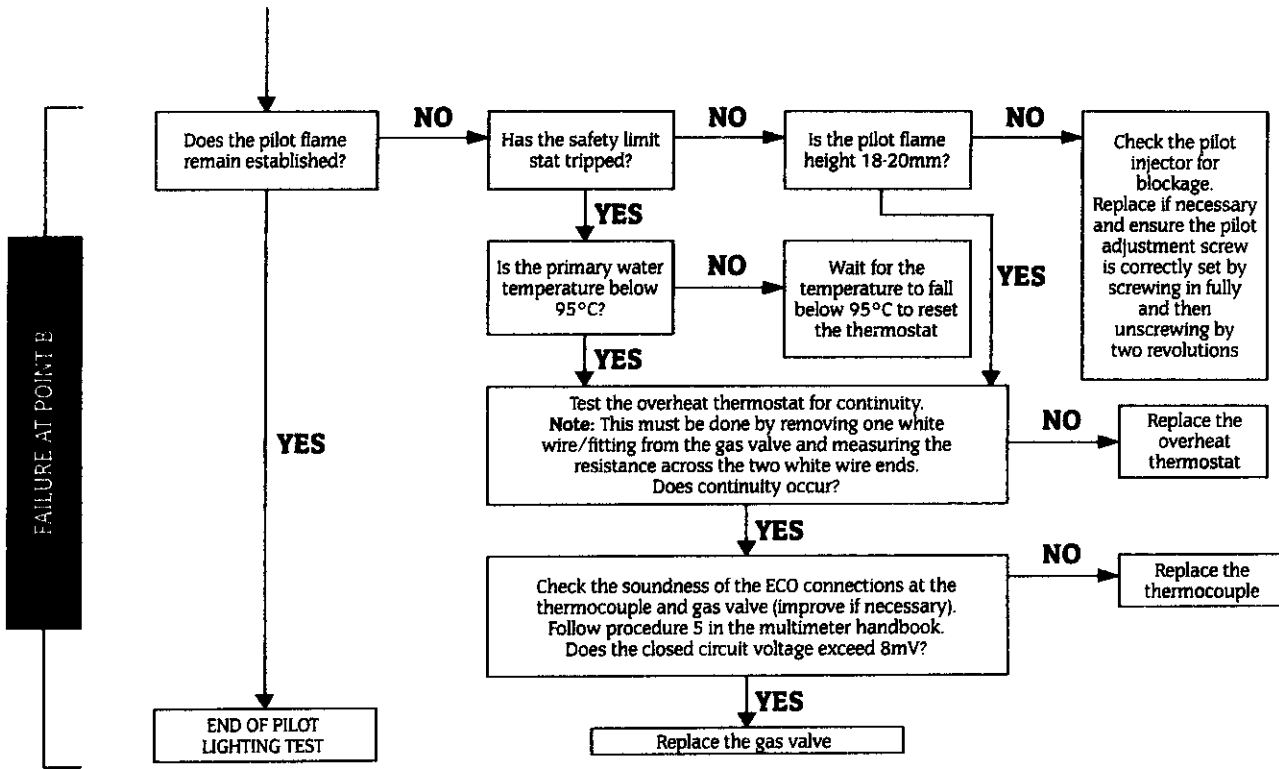 FAILURE AT POINT B
Does the pilot flame
remain established?
NO
Has the safety limit
stat tripped?
NO
Is the pilot flame
height 18-20mm?
NO
Check the pilot
injector for
blockage.
Replace if necessary
and ensure the pilot
adjustment screw
is correctly set by
screwing in fully
and then
unscrewing by
two revolutions
YES
Is the primary water
temperature below
95°C?
NO
Wait for the
temperature to fall
below 95°C to reset
the thermostat
YES
YES
Test the overheat thermostat for continuity.
Note: This must be done by removing one white
wire/fitting from the gas valve and measuring the
resistance across the two white wire ends.
Does continuity occur?
NO
Replace the
overheat
thermostat
YES
YES
Check the soundness of the ECO connections at the
thermocouple and gas valve (improve if necessary).
Follow procedure 5 in the multimeter handbook.
Does the closed circuit voltage exceed 8mV?
NO
Replace the
thermocouple
YES
END OF PILOT
LIGHTING TEST
Replace the gas valve